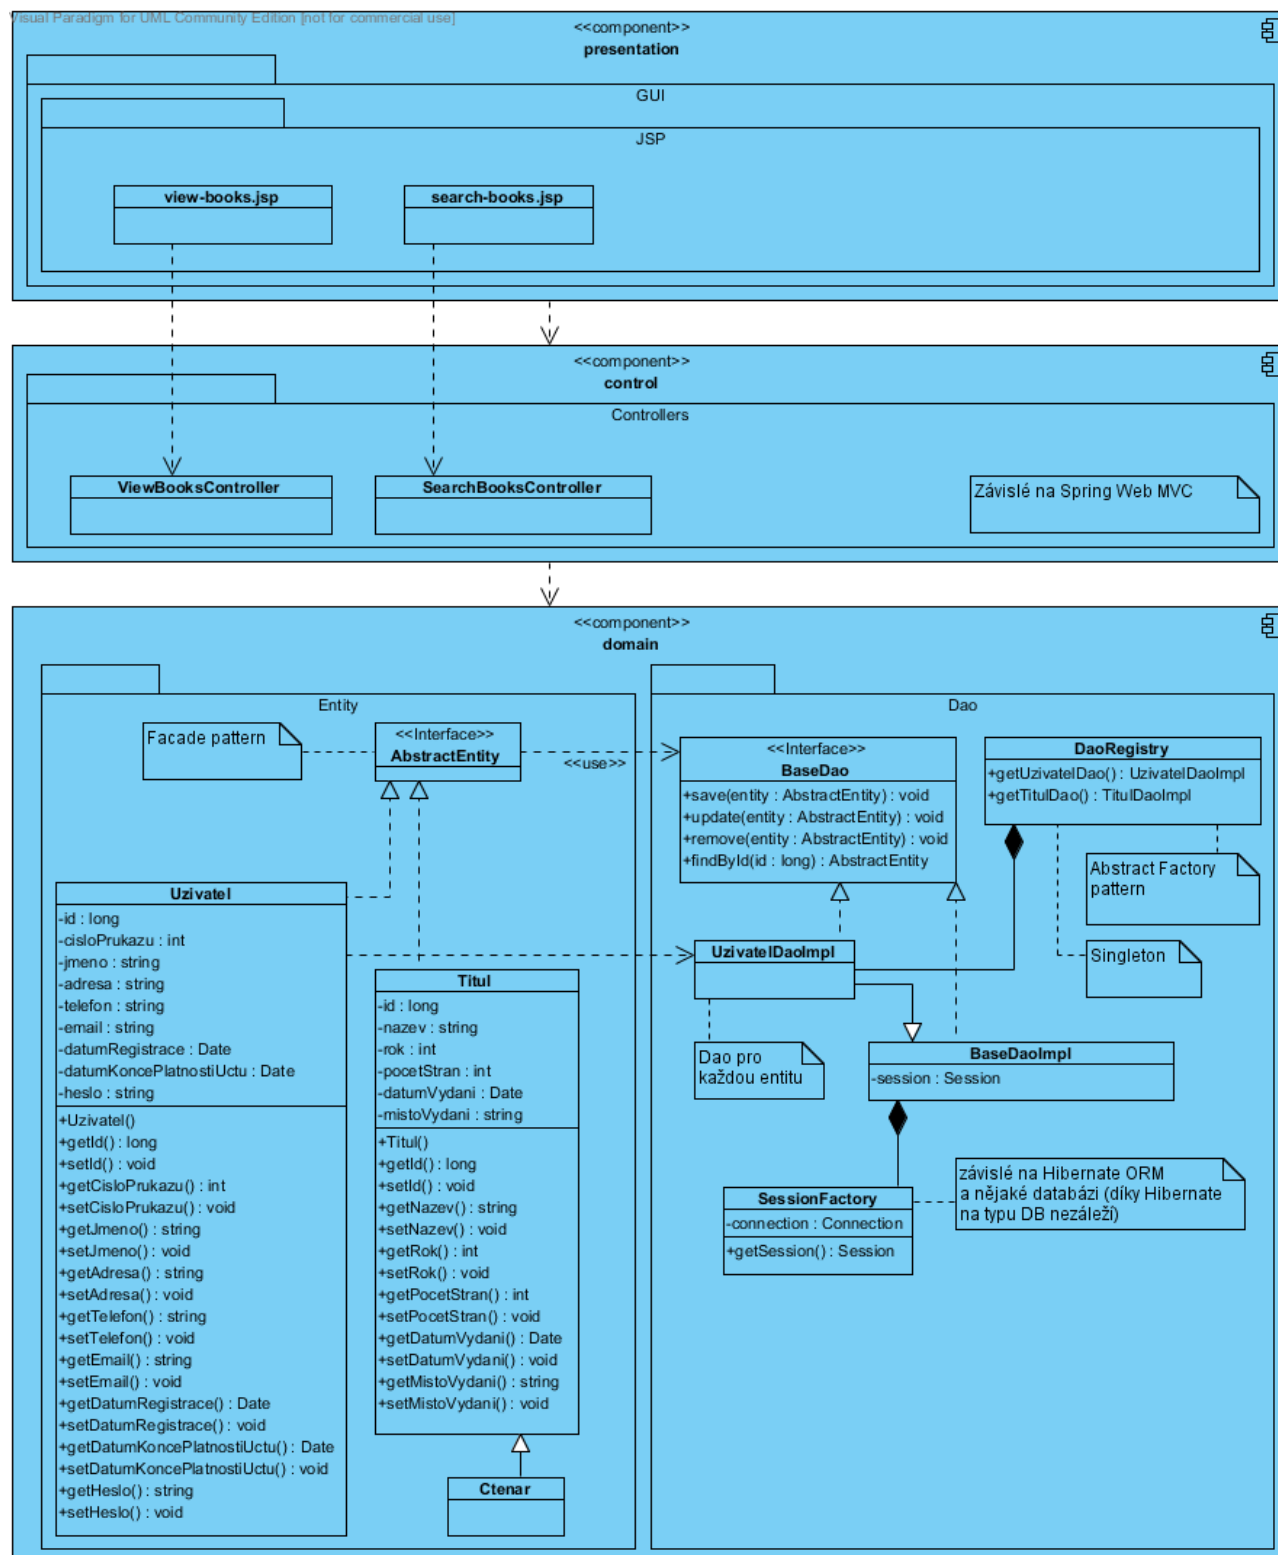 Visual Paradigm for UML Community Edition [not for commercial use]
<<component>>
presentation
GUI
JSP
view-books.jsp
search-books.jsp
<<component>>
control
Controllers
ViewBooksController
SearchBooksController
Závislé na Spring Web MVC
<<component>>
domain
Entity
Facade pattern
<<Interface>>
AbstractEntity
<<use>>
Uzivatel
-id : long
-cisloPrukazu : int
-jmeno : string
-adresa : string
-telefon : string
-email : string
-datumRegistrace : Date
-datumKoncePlatnostiUctu : Date
-heslo : string
+Uzivatel()
+getId() : long
+setId() : void
+getCisloPrukazu() : int
+setCisloPrukazu() : void
+getJmeno() : string
+setJmeno() : void
+getAdresa() : string
+setAdresa() : void
+getTelefon() : string
+setTelefon() : void
+getEmail() : string
+setEmail() : void
+getDatumRegistrace() : Date
+setDatumRegistrace() : void
+getDatumKoncePlatnostiUctu() : Date
+setDatumKoncePlatnostiUctu() : void
+getHeslo() : string
+setHeslo() : void
Titul
-id : long
-nazev : string
-rok : int
-pocetStran : int
-datumVydani : Date
-mistoVydani : string
+Titul()
+getId() : long
+setId() : void
+getNazev() : string
+setNazev() : void
+getRok() : int
+setRok() : void
+getPocetStran() : int
+setPocetStran() : void
+getDatumVydani() : Date
+setDatumVydani() : void
+getMistoVydani() : string
+setMistoVydani() : void
Ctenar
Dao
<<Interface>>
BaseDao
+save(entity : AbstractEntity) : void
+update(entity : AbstractEntity) : void
+remove(entity : AbstractEntity) : void
+findById(id : long) : AbstractEntity
DaoRegistry
+getUzivatelDao() : UzivatelDaoImpl
+getTitulDao() : TitulDaoImpl
Abstract Factory
pattern
Singleton
UzivatelDaoImpl
Dao pro
každou entitu
BaseDaoImpl
-session : Session
SessionFactory
-connection : Connection
+getSession() : Session
závislé na Hibernate ORM
a nějaké databázi (díky Hibernate
na typu DB nezáleží)